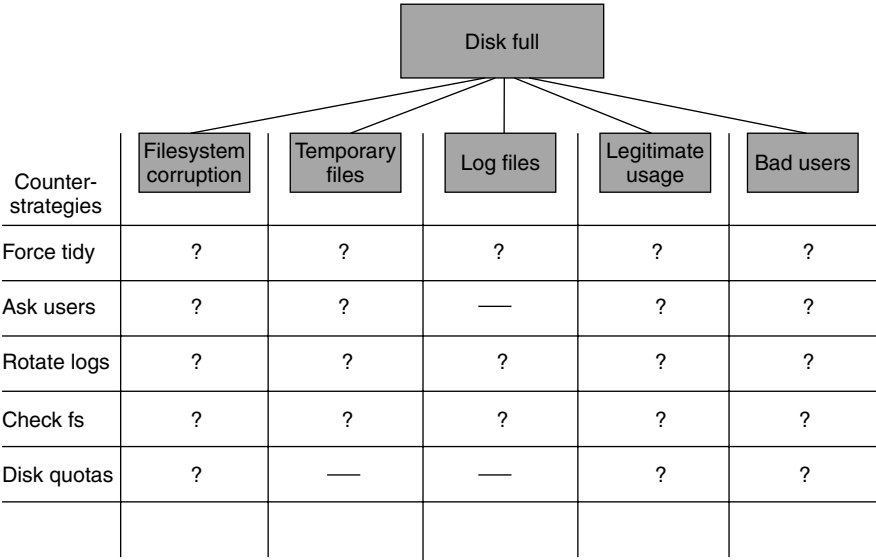 Disk full
Filesystem corruption
Temporary files
Log files
Legitimate usage
Bad users
Counter-
strategies
Force tidy ? ? ? ? ?
Ask users ? ? — ? ?
Rotate logs ? ? ? ? ?
Check fs ? ? ? ? ?
Disk quotas ? — — ? ?